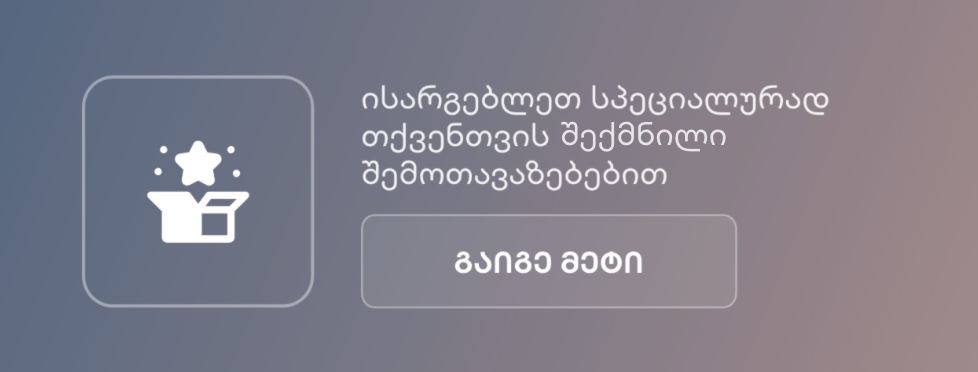 ისარგებლეთ სპეციალურად
თქვენთვის შექმნილი
შემოთავაზებებით
ᲒᲐᲘᲒᲔ ᲛᲔᲢᲘ